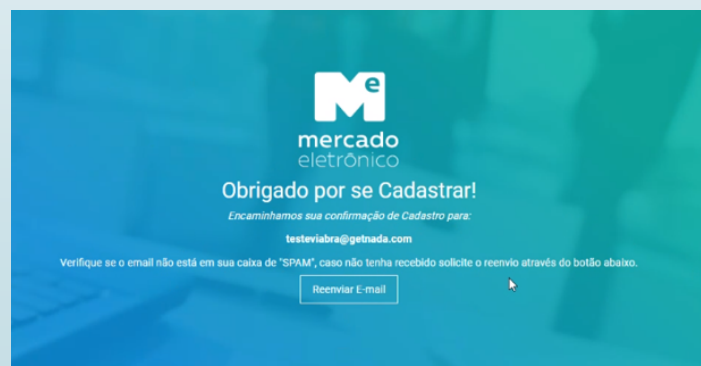 Me
mercado
eletrônico
Obrigado por se Cadastrar!
Encaminhamos sua confirmação de Cadastro para:
testeviabra@getnada.com
Verifique se o email não está em sua caixa de "SPAM", caso não tenha recebido solicite o reenvio através do botão abaixo.
Reenviar E-mail